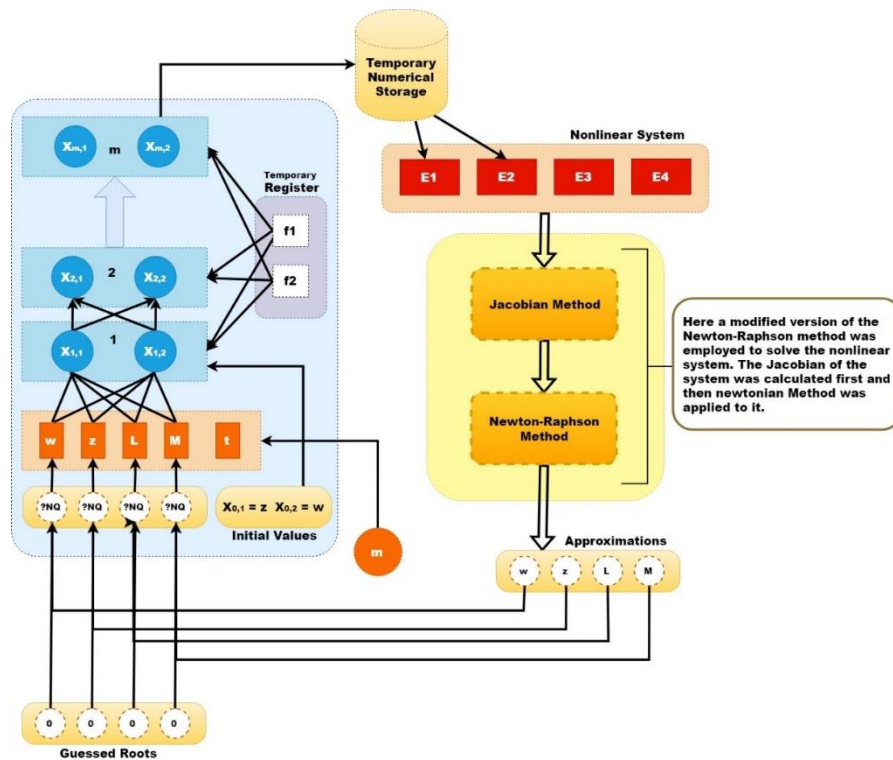 Temporary
Numerical
Storage
Xm,1 m Xm,2
Nonlinear System
E1 E2 E3 E4
Temporary
Register
f1
f2
X2,1 2 X2,2
X1,1 1 X1,2
Jacobian Method
Newton-Raphson
Method
Here a modified version of the
Newton-Raphson method was
employed to solve the nonlinear
system. The Jacobian of the
system was calculated first and
then newtonian Method was
applied to it.
w z L M t
?NQ ?NQ ?NQ ?NQ
X0,1 = z X0,2 = w
Initial Values
m
Approximations
w z L M
0 0 0 0
Guessed Roots